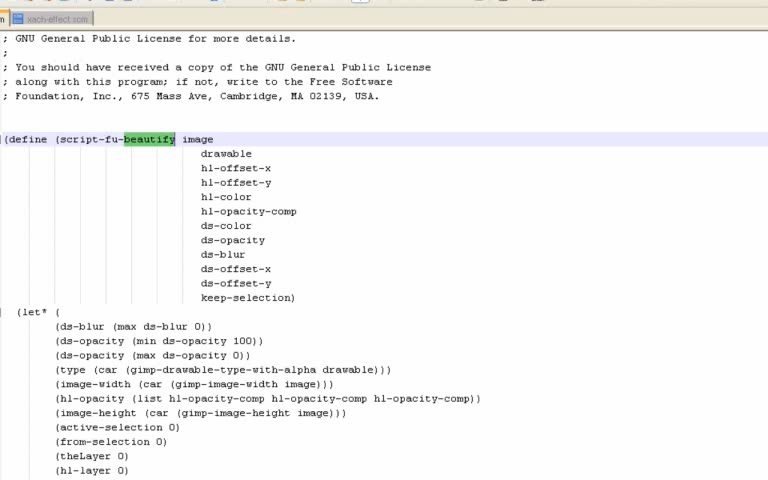 xach-effect.scm
; GNU General Public License for more details.
;
; You should have received a copy of the GNU General Public License
; along with this program; if not, write to the Free Software
; Foundation, Inc., 675 Mass Ave, Cambridge, MA 02139, USA.
(define (script-fu-beautify image
drawable
hl-offset-x
hl-offset-y
hl-color
hl-opacity-comp
ds-color
ds-opacity
ds-blur
ds-offset-x
ds-offset-y
keep-selection)
(let* (
(ds-blur (max ds-blur 0))
(ds-opacity (min ds-opacity 100))
(ds-opacity (max ds-opacity 0))
(type (car (gimp-drawable-type-with-alpha drawable)))
(image-width (car (gimp-image-width image)))
(hl-opacity (list hl-opacity-comp hl-opacity-comp hl-opacity-comp))
(image-height (car (gimp-image-height image)))
(active-selection 0)
(from-selection 0)
(theLayer 0)
(hl-layer 0)